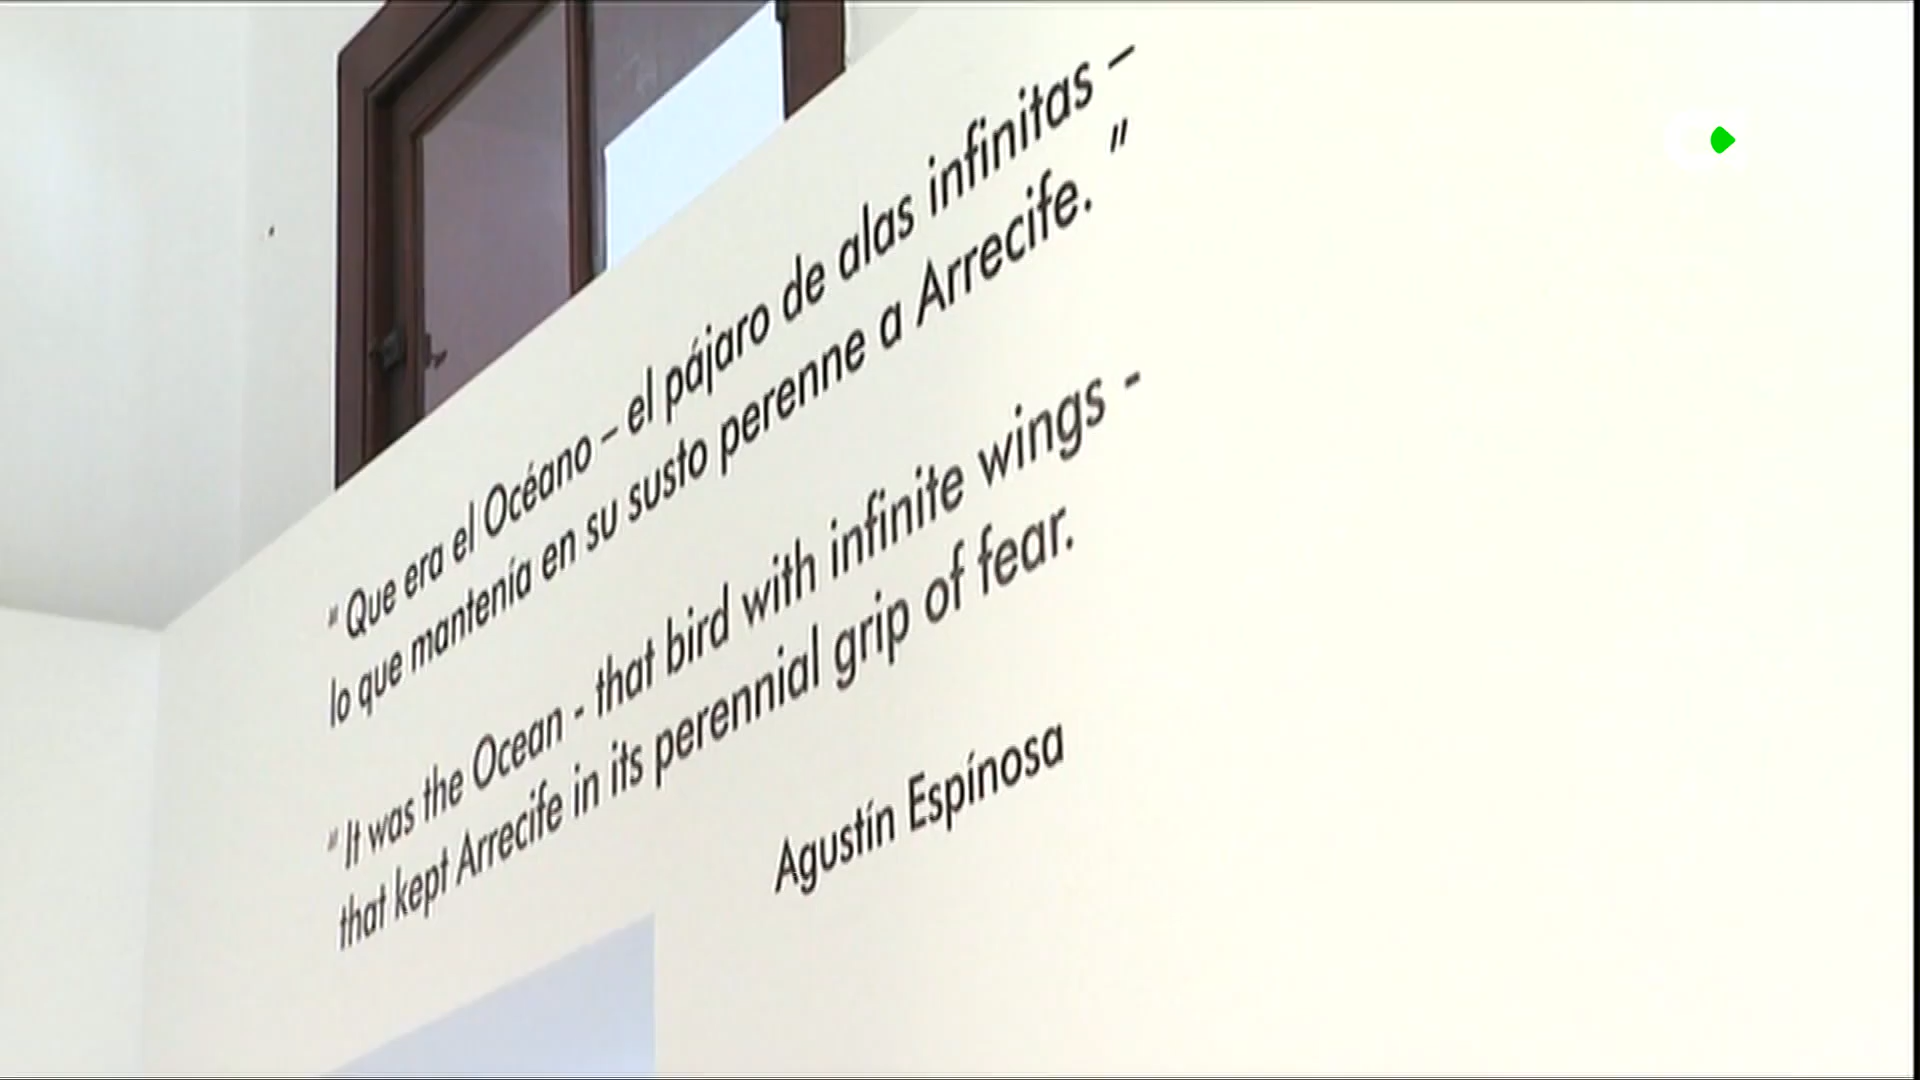 " Que era el Océano – el pájaro de alas infinitas –
lo que mantenía en su susto perenne a Arrecife. "
" It was the Ocean - that bird with infinite wings -
that kept Arrecife in its perennial grip of fear.
Agustín Espínosa